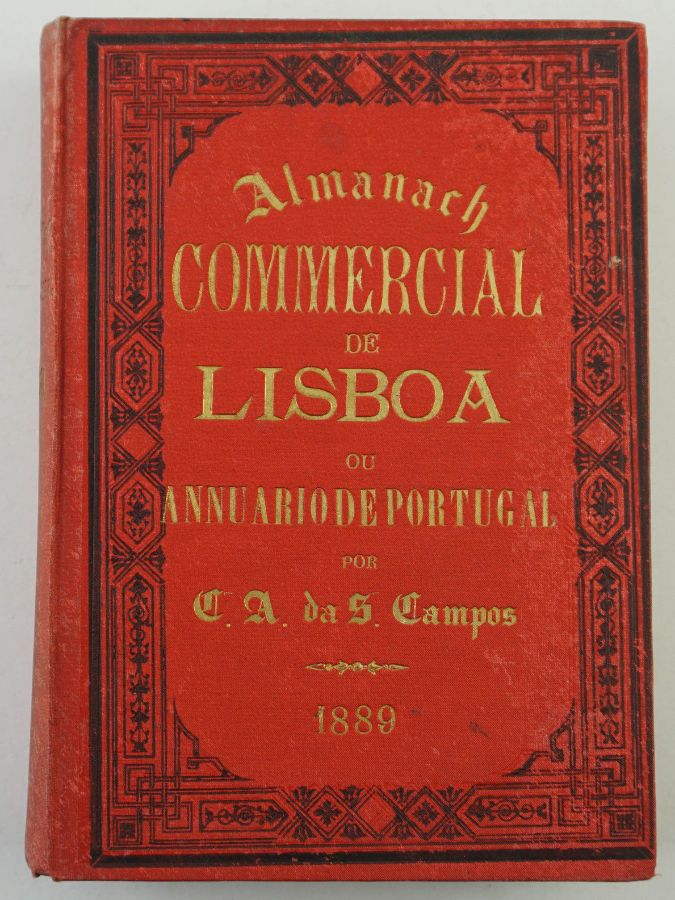 Almanach
COMMERCIAL
DE
LISBOA
OU
ANNUARIO DE PORTUGAL
POR
C. A. da S. Campos
1889